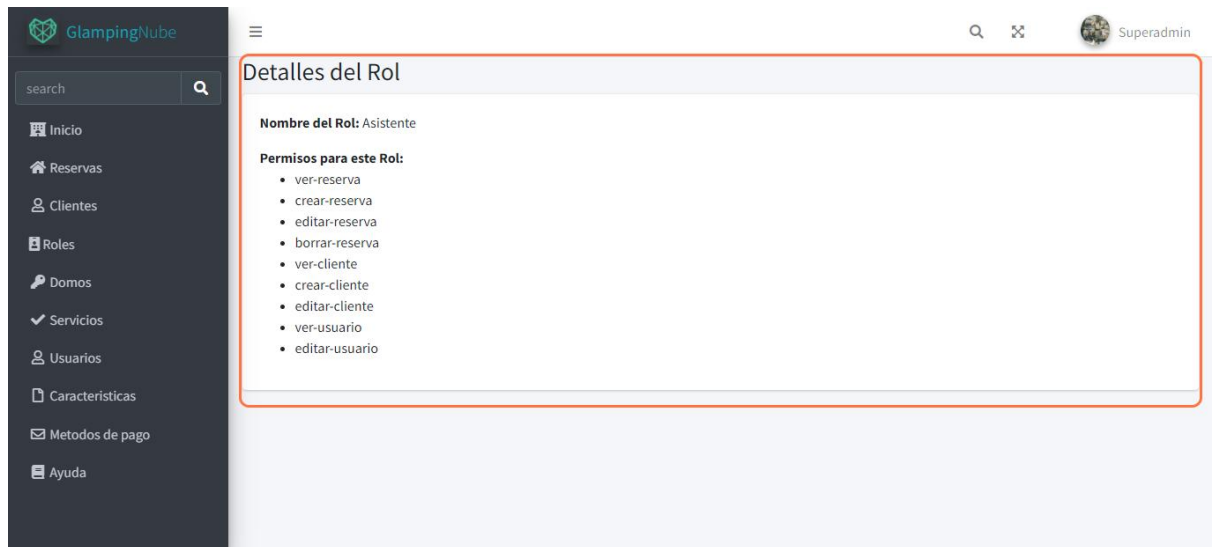 GlampingNube
Superadmin
search
Inicio
Reservas
Clientes
Roles
Domos
Servicios
Usuarios
Caracteristicas
Metodos de pago
Ayuda
Detalles del Rol
Nombre del Rol: Asistente
Permisos para este Rol:
• ver-reserva
• crear-reserva
• editar-reserva
• borrar-reserva
• ver-cliente
• crear-cliente
• editar-cliente
• ver-usuario
• editar-usuario